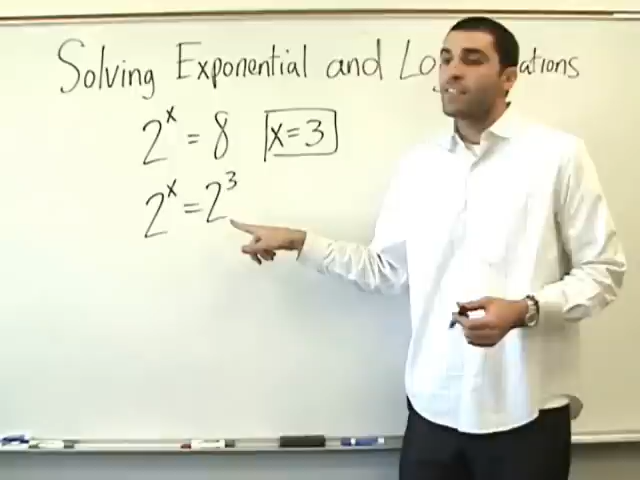 Solving Exponential and Lo ations
2^x = 8 x=3
2^x = 2^3